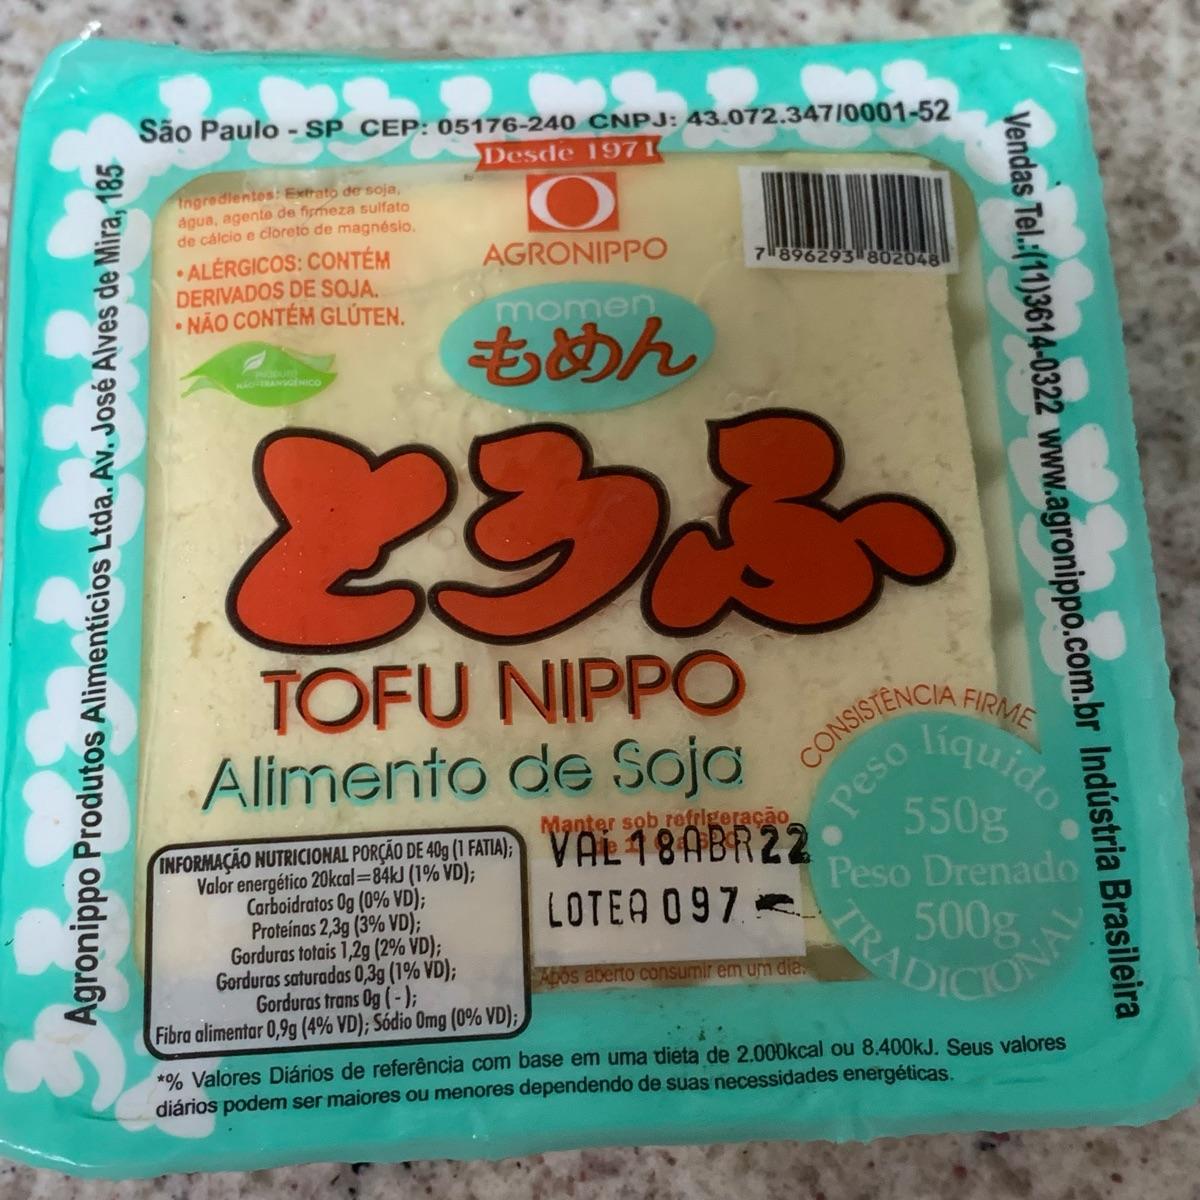 São Paulo - SP CEP: 05176-240 CNPJ: 43.072.347/0001-52
Desde 1971
AGRONIPPO
Ingredientes: Extrato de soja,
água, agente de firmeza sulfato
de cálcio e cloreto de magnésio.
• ALÉRGICOS: CONTÉM
DERIVADOS DE SOJA.
• NÃO CONTÉM GLÚTEN.
PRODUTO
NÃO-TRANSGÊNICO
7 896293 802048
momen
もめん
とうふ
TOFU NIPPO
Alimento de Soja
CONSISTÊNCIA FIRME
Peso líquido
550g
Peso Drenado
500g
TRADICIONAL
Manter sob refrigeração
de
VAL 18ABR22
LOTEA 097
Após aberto consumir em um dia.
INFORMAÇÃO NUTRICIONAL PORÇÃO DE 40g (1 FATIA);
Valor energético 20kcal=84kJ (1% VD);
Carboidratos 0g (0% VD);
Proteínas 2,3g (3% VD);
Gorduras totais 1,2g (2% VD);
Gorduras saturadas 0,3g (1% VD);
Gorduras trans 0g ( - );
Fibra alimentar 0,9g (4% VD); Sódio 0mg (0% VD);
*% Valores Diários de referência com base em uma dieta de 2.000kcal ou 8.400kJ. Seus valores
diários podem ser maiores ou menores dependendo de suas necessidades energéticas.
Agronippo Produtos Alimentícios Ltda. Av. José Alves de Mira, 185
Vendas Tel.:(11)3614-0322 www.agronippo.com.br Indústria Brasileira